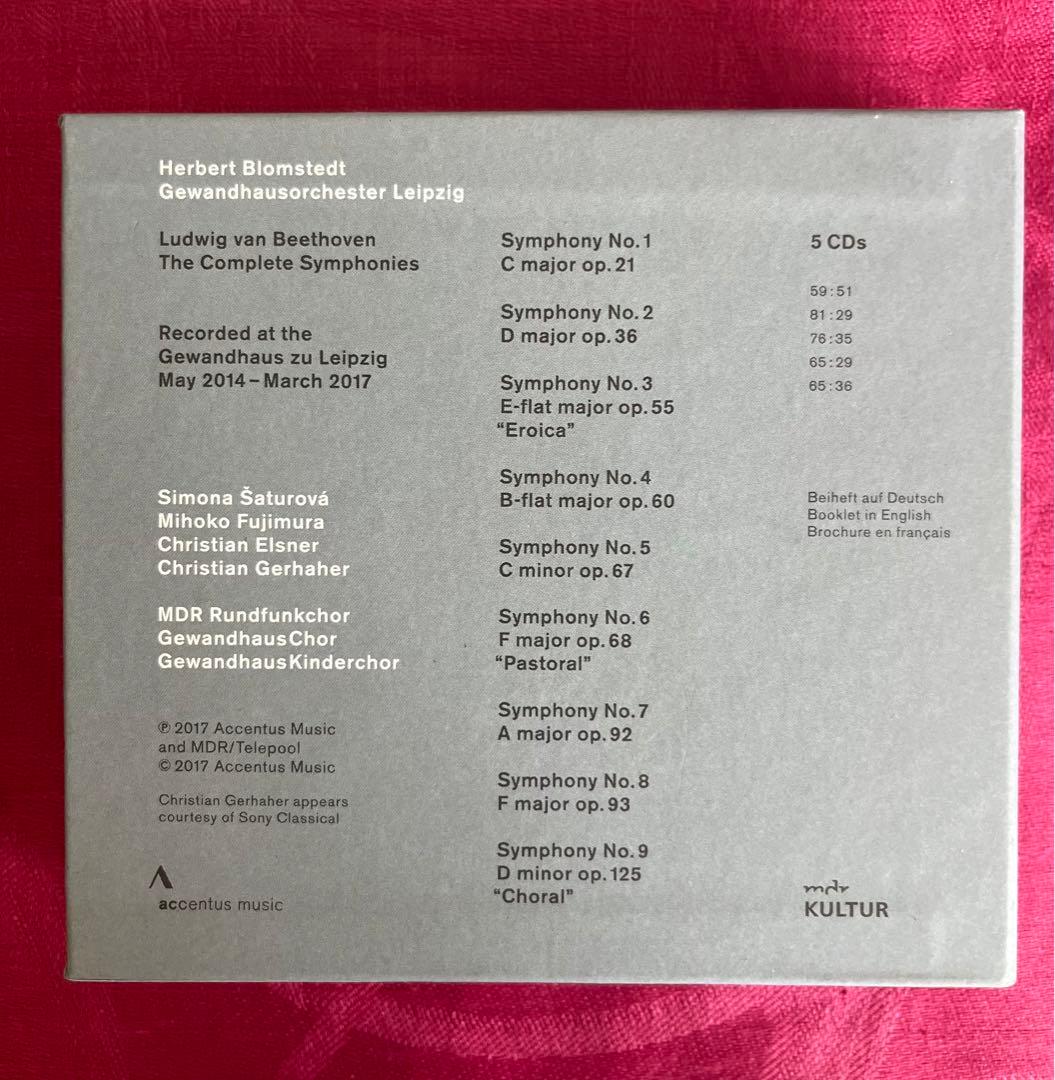 Herbert Blomstedt
Gewandhausorchester Leipzig
Ludwig van Beethoven
The Complete Symphonies
Recorded at the
Gewandhaus zu Leipzig
May 2014 – March 2017
Simona Šaturová
Mihoko Fujimura
Christian Elsner
Christian Gerhaher
MDR Rundfunkchor
GewandhausChor
GewandhausKinderchor
℗ 2017 Accentus Music
and MDR/Telepool
© 2017 Accentus Music
Christian Gerhaher appears
courtesy of Sony Classical
accentus music
Symphony No. 1
C major op. 21
Symphony No. 2
D major op. 36
Symphony No. 3
E-flat major op. 55
“Eroica”
Symphony No. 4
B-flat major op. 60
Symphony No. 5
C minor op. 67
Symphony No. 6
F major op. 68
“Pastoral”
Symphony No. 7
A major op. 92
Symphony No. 8
F major op. 93
Symphony No. 9
D minor op. 125
“Choral”
5 CDs
59:51
81:29
76:35
65:29
65:36
Beiheft auf Deutsch
Booklet in English
Brochure en français
mdr
KULTUR